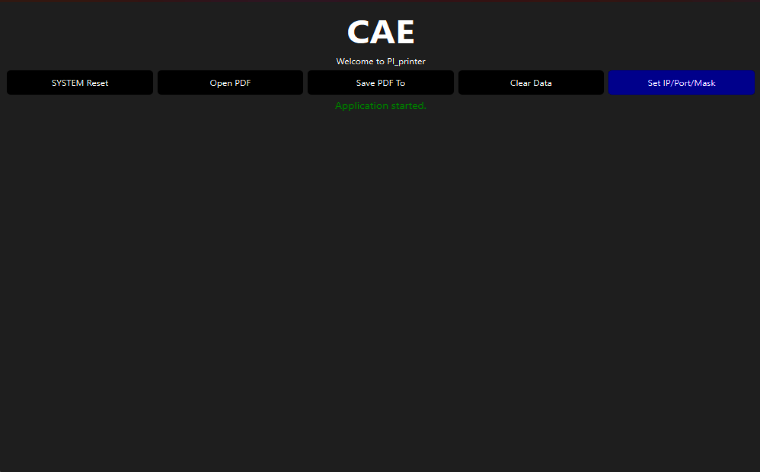 CAE
Welcome to PI_printer
SYSTEM Reset Open PDF Save PDF To Clear Data Set IP/Port/Mask
Application started.